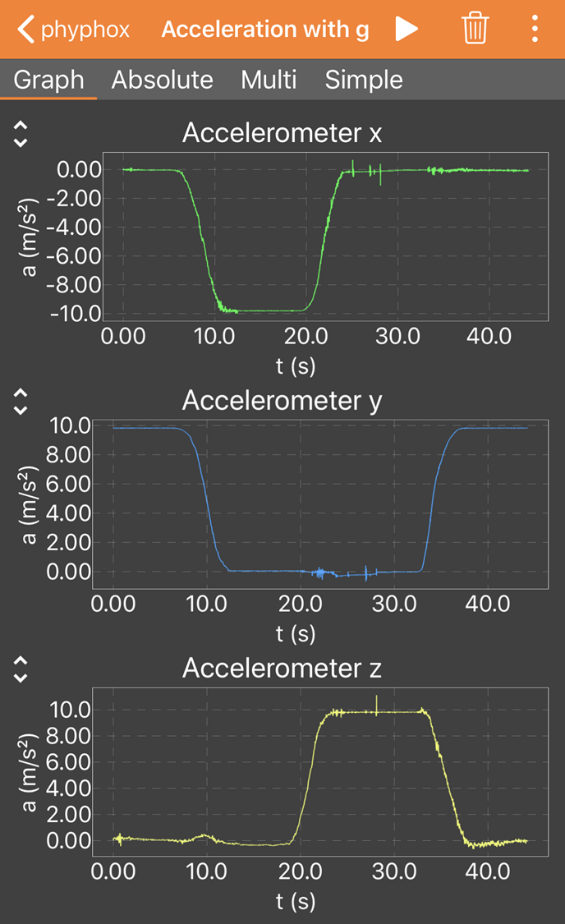 phyphox Acceleration with g
Graph Absolute Multi Simple
Accelerometer x
a (m/s²)
0.00
-2.00
-4.00
-6.00
-8.00
-10.0
0.00 10.0 20.0 30.0 40.0
t (s)
Accelerometer y
a (m/s²)
10.0
8.00
6.00
4.00
2.00
0.00
0.00 10.0 20.0 30.0 40.0
t (s)
Accelerometer z
a (m/s²)
10.0
8.00
6.00
4.00
2.00
0.00
0.00 10.0 20.0 30.0 40.0
t (s)